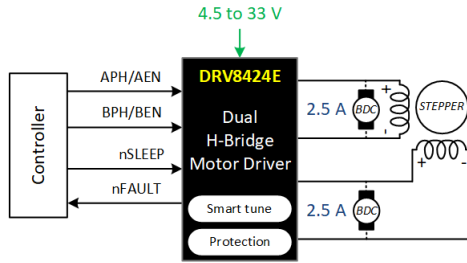 4.5 to 33 V
DRV8424E
Dual
H-Bridge
Motor Driver
Smart tune
Protection
Controller
APH/AEN
BPH/BEN
nSLEEP
nFAULT
2.5 A
BDC
+
-
STEPPER
+
-
2.5 A
BDC